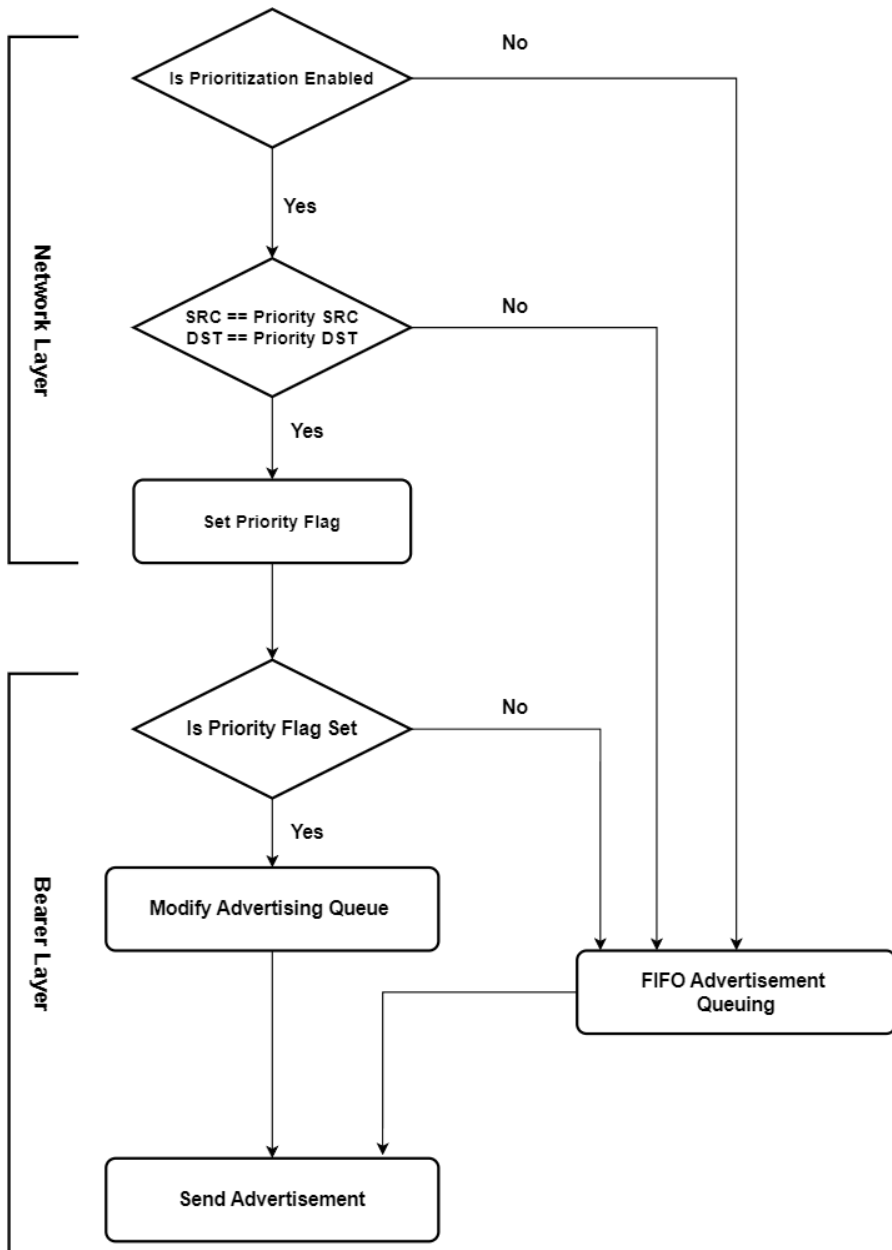 Is Prioritization Enabled
No
Yes
Network Layer
SRC == Priority SRC
DST == Priority DST
No
Yes
Set Priority Flag
Is Priority Flag Set
No
Yes
Bearer Layer
Modify Advertising Queue
FIFO Advertisement
Queuing
Send Advertisement